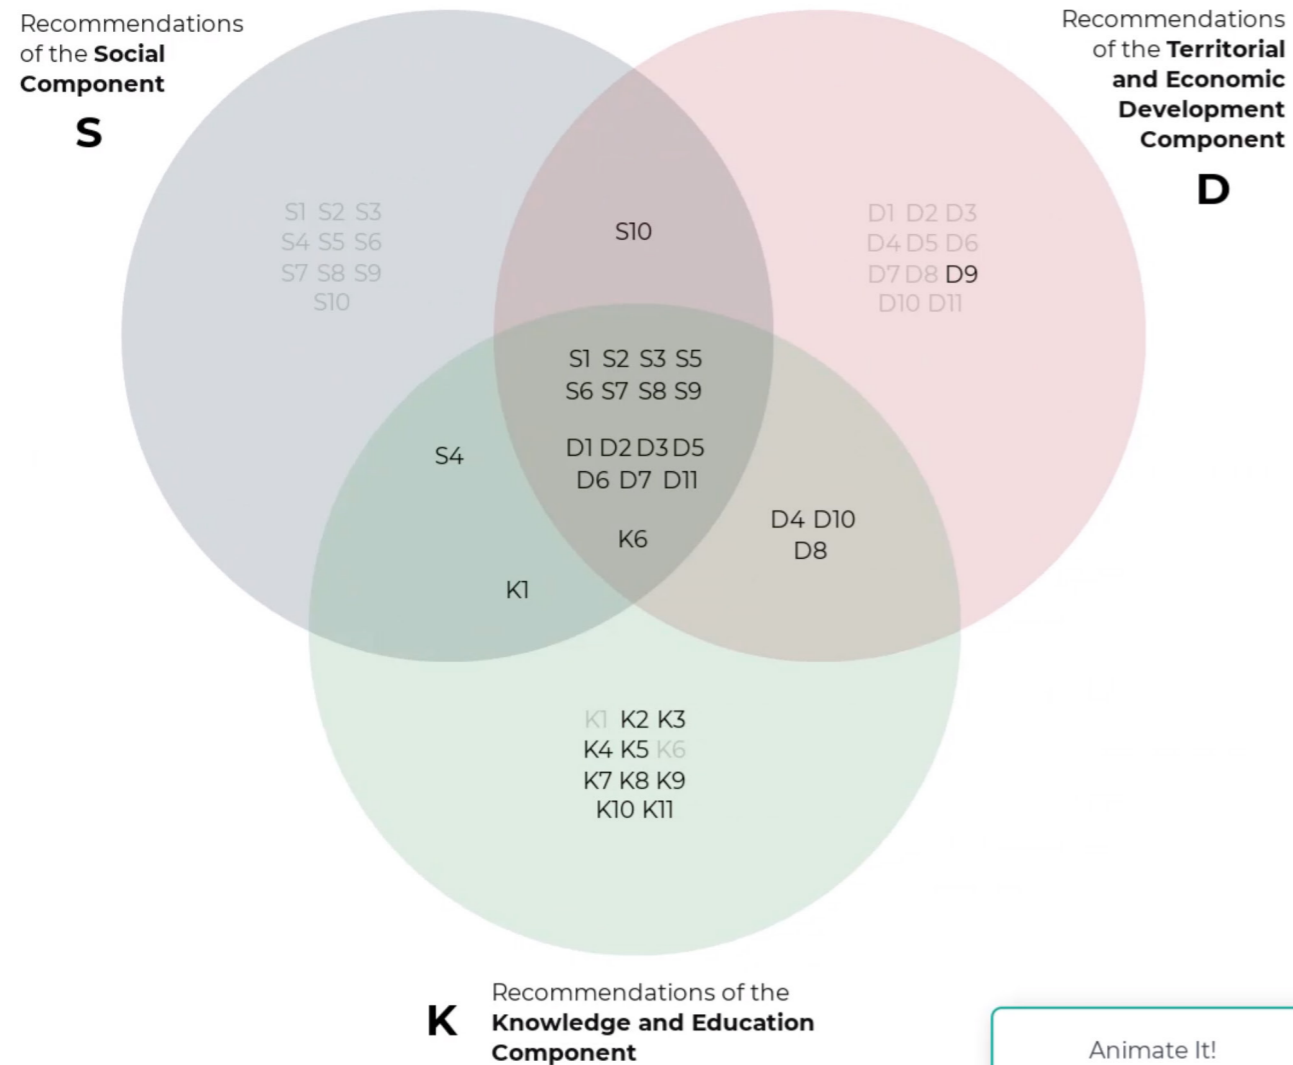 Recommendations
of the Social
Component
S
Recommendations
of the Territorial
and Economic
Development
Component
D
S1 S2 S3
S4 S5 S6
S7 S8 S9
S10
S10
D1 D2 D3
D4 D5 D6
D7 D8 D9
D10 D11
S1 S2 S3 S5
S6 S7 S8 S9
D1 D2 D3 D5
D6 D7 D11
K6
S4
K1
D4 D10
D8
K1 K2 K3
K4 K5 K6
K7 K8 K9
K10 K11
K
Recommendations of the
Knowledge and Education
Component
Animate It!